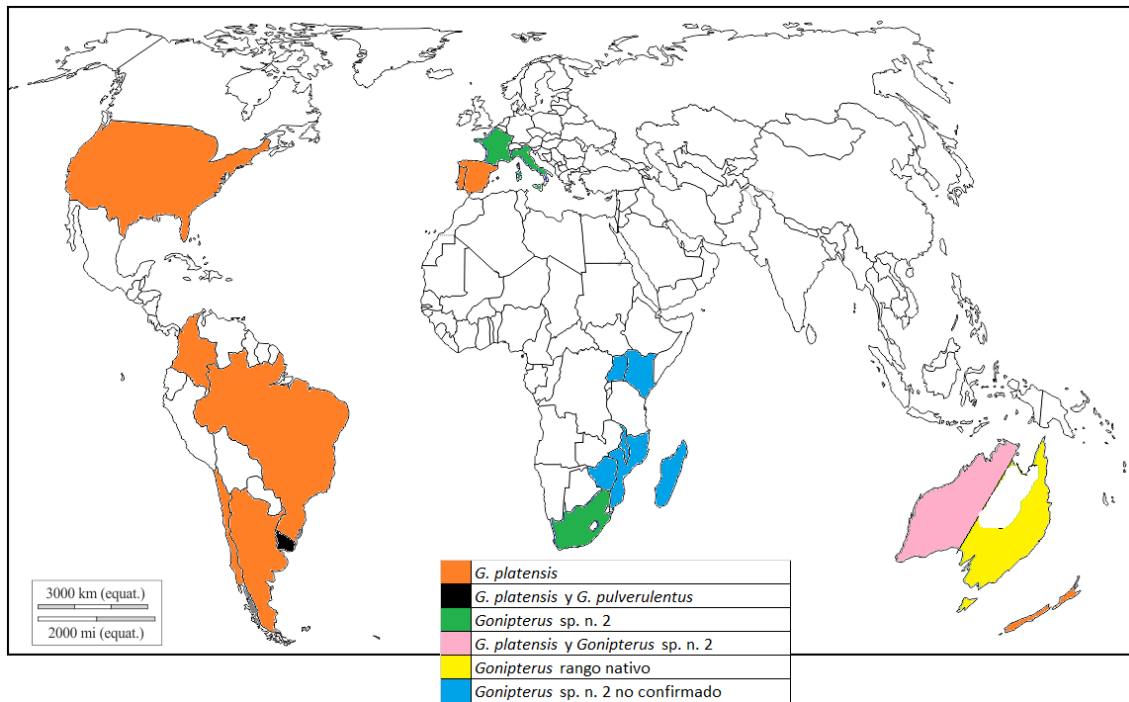 3000 km (equat.)
2000 mi (equat.)
G. platensis
G. platensis y G. pulverulentus
Gonipterus sp. n. 2
G. platensis y Gonipterus sp. n. 2
Gonipterus rango nativo
Gonipterus sp. n. 2 no confirmado